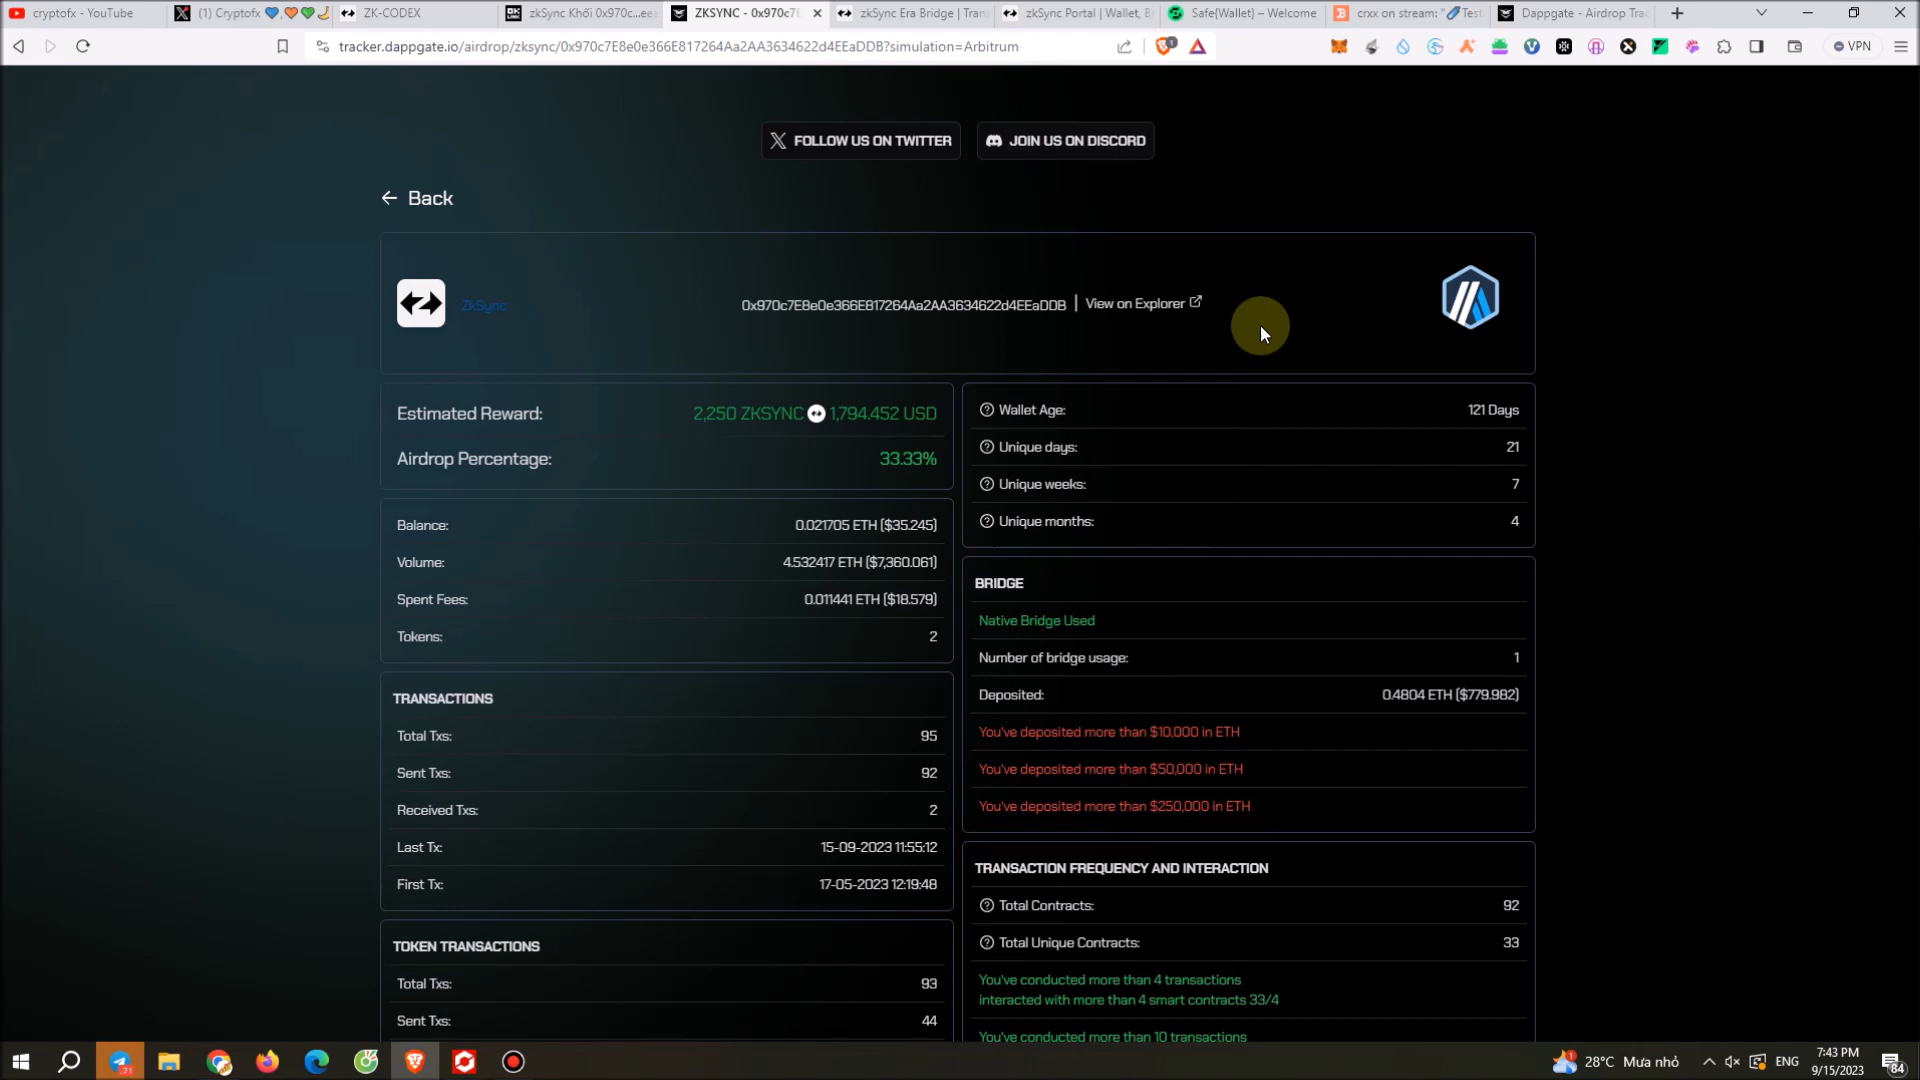 cryptofx - YouTube
(1) Cryptofx 💙,🧡💚
ZK-CODEX
zkSync Khối 0x970c...eea
ZKSYNC - 0x970c7E
zkSync Era Bridge | Tran
zkSync Portal | Wallet, B
Safe{Wallet} – Welcome
crxx on stream: "🔗Test
Dappgate - Airdrop Trac
tracker.dappgate.io/airdrop/zksync/0x970c7E8e0e366E817264Aa2AA3634622d4EEaDDB?simulation=Arbitrum
1
VPN
FOLLOW US ON TWITTER
JOIN US ON DISCORD
Back
ZkSync
0x970c7E8e0e366E817264Aa2AA3634622d4EEaDDB | View on Explorer
Estimated Reward: 2,250 ZKSYNC 1,794.452 USD
Airdrop Percentage: 33.33%
Balance: 0.021705 ETH ($35.245)
Volume: 4.532417 ETH ($7,360.061)
Spent Fees: 0.011441 ETH ($18.579)
Tokens: 2
TRANSACTIONS
Total Txs: 95
Sent Txs: 92
Received Txs: 2
Last Tx: 15-09-2023 11:55:12
First Tx: 17-05-2023 12:19:48
TOKEN TRANSACTIONS
Total Txs: 93
Sent Txs: 44
Wallet Age: 121 Days
Unique days: 21
Unique weeks: 7
Unique months: 4
BRIDGE
Native Bridge Used
Number of bridge usage: 1
Deposited: 0.4804 ETH ($779.982)
You've deposited more than $10,000 in ETH
You've deposited more than $50,000 in ETH
You've deposited more than $250,000 in ETH
TRANSACTION FREQUENCY AND INTERACTION
Total Contracts: 92
Total Unique Contracts: 33
You've conducted more than 4 transactions
interacted with more than 4 smart contracts 33/4
You've conducted more than 10 transactions
71
1
28°C Mưa nhỏ
ENG
7:43 PM
9/15/2023
84